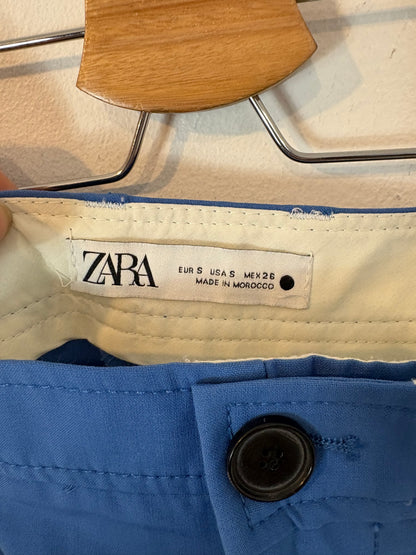 ZARA
EUR S USA S MEX 26
MADE IN MOROCCO